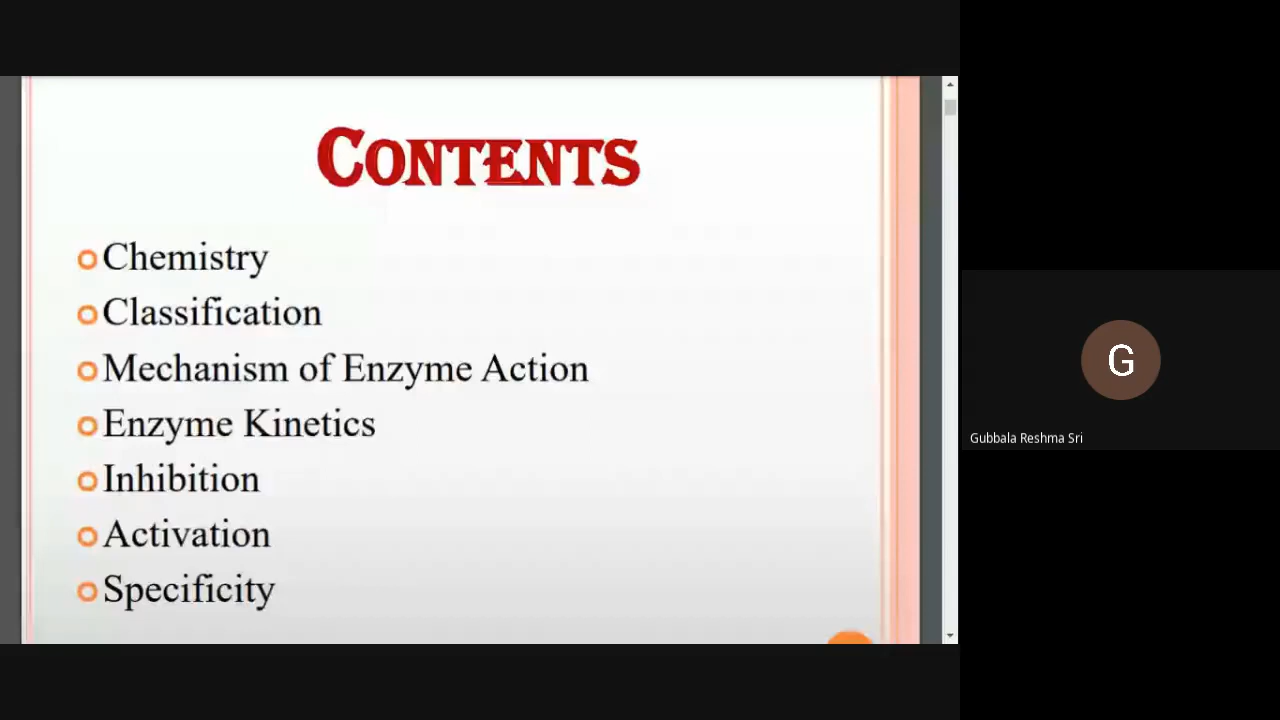 CONTENTS
Chemistry
Classification
Mechanism of Enzyme Action
Enzyme Kinetics
Inhibition
Activation
Specificity
G
Gubbala Reshma Sri